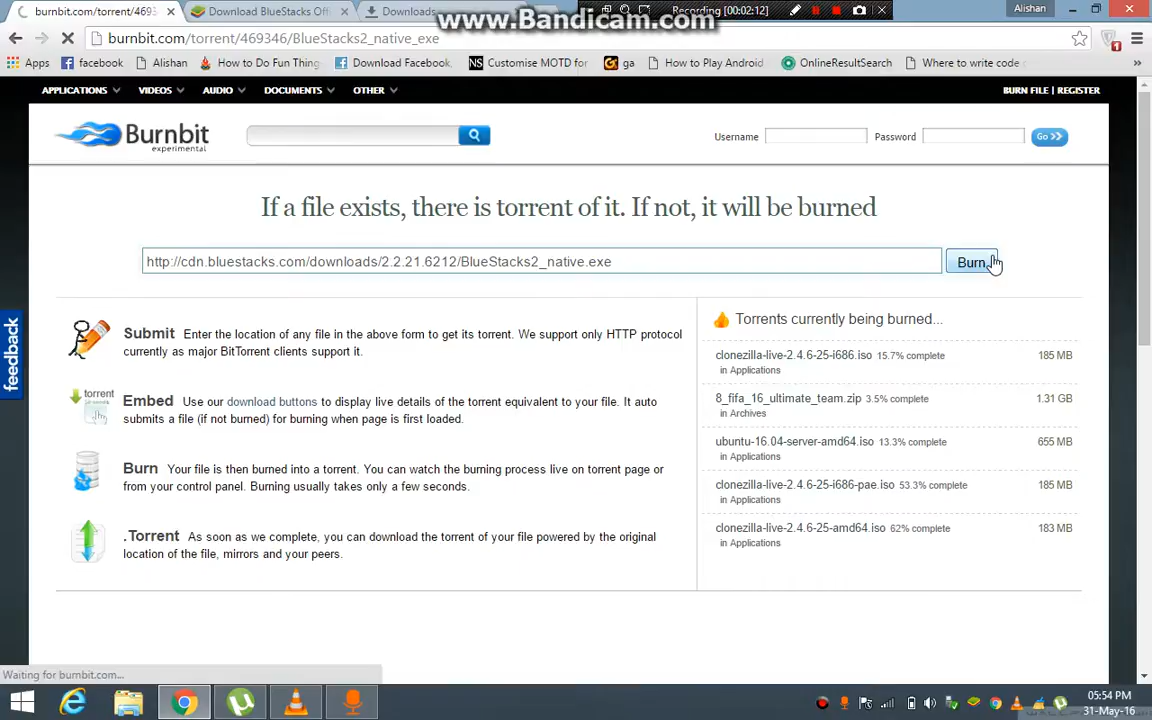 burnbit.com/torrent/4693
Download BlueStacks Offi
Downloads
www.Bandicam.com
Recording [00:02:12]
Alishan
burnbit.com/torrent/469346/BlueStacks2_native_exe
Apps
facebook
Alishan
How to Do Fun Thing
Download Facebook,
NS Customise MOTD for
ga
How to Play Android
OnlineResultSearch
Where to write code
APPLICATIONS
VIDEOS
AUDIO
DOCUMENTS
OTHER
BURN FILE | REGISTER
Burnbit
experimental
Username
Password
Go >>
If a file exists, there is torrent of it. If not, it will be burned
http://cdn.bluestacks.com/downloads/2.2.21.6212/BlueStacks2_native.exe
Burn
feedback
Submit Enter the location of any file in the above form to get its torrent. We support only HTTP protocol
currently as major BitTorrent clients support it.
torrent
Embed Use our download buttons to display live details of the torrent equivalent to your file. It auto
submits a file (if not burned) for burning when page is first loaded.
Burn Your file is then burned into a torrent. You can watch the burning process live on torrent page or
from your control panel. Burning usually takes only a few seconds.
.Torrent As soon as we complete, you can download the torrent of your file powered by the original
location of the file, mirrors and your peers.
Torrents currently being burned...
clonezilla-live-2.4.6-25-i686.iso 15.7% complete 185 MB
in Applications
8_fifa_16_ultimate_team.zip 3.5% complete 1.31 GB
in Archives
ubuntu-16.04-server-amd64.iso 13.3% complete 655 MB
in Applications
clonezilla-live-2.4.6-25-i686-pae.iso 53.3% complete 185 MB
in Applications
clonezilla-live-2.4.6-25-amd64.iso 62% complete 183 MB
in Applications
Waiting for burnbit.com...
05:54 PM
31-May-16